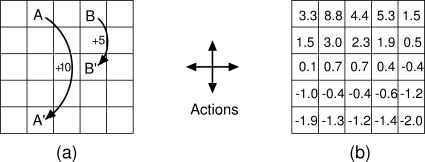 A B
+5
+10 B'
A'
Actions
3.3 8.8 4.4 5.3 1.5
1.5 3.0 2.3 1.9 0.5
0.1 0.7 0.7 0.4 -0.4
-1.0 -0.4 -0.4 -0.6 -1.2
-1.9 -1.3 -1.2 -1.4 -2.0
(a) (b)